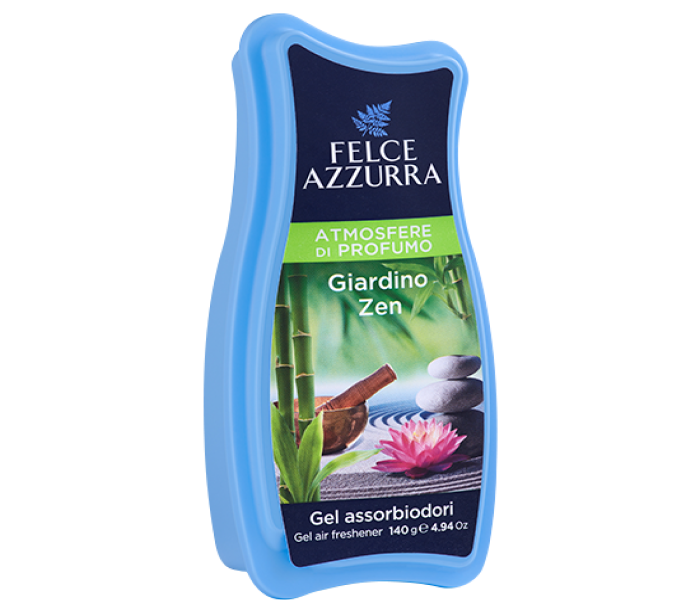 FELCE
AZZURRA
ATMOSFERE
DI PROFUMO
Giardino
Zen
Gel assorbiodori
Gel air freshener 140 g ℮ 4.94 Oz